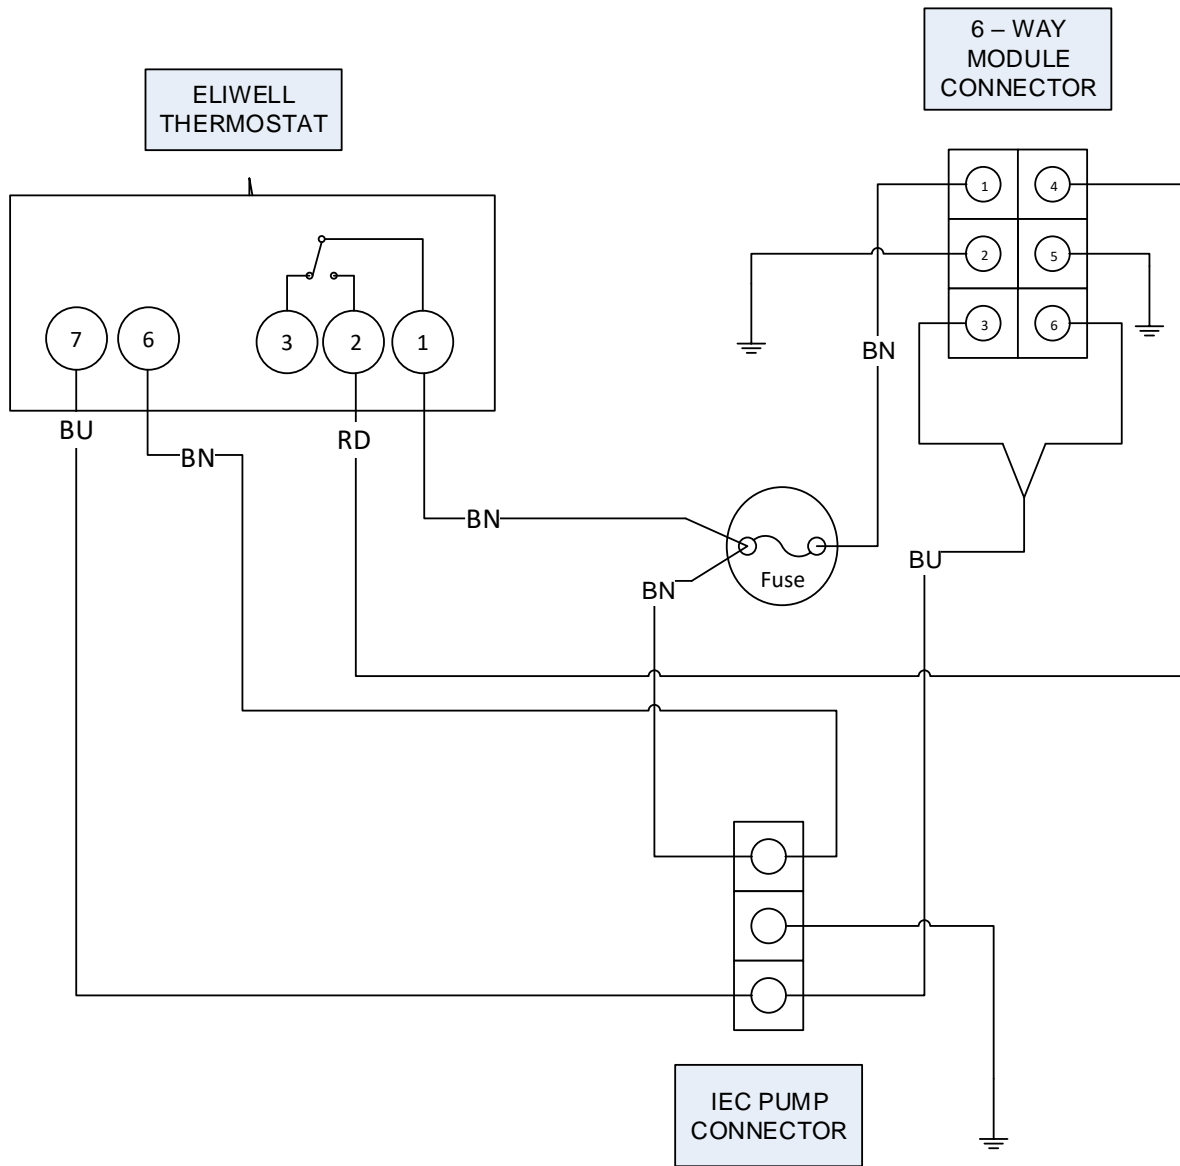 6 – WAY
MODULE
CONNECTOR
ELIWELL
THERMOSTAT
1 4
2 5
3 6
7 6 3 2 1
BN
BU
RD
BN
BN
BU
BN
Fuse
IEC PUMP
CONNECTOR